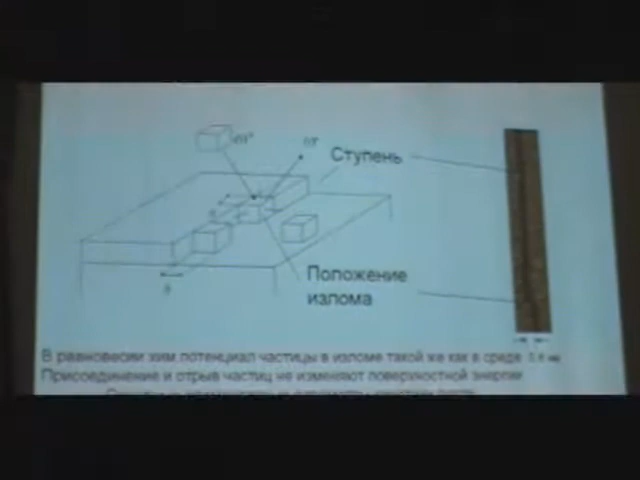 Ступень
Положение
излома
В равновесии хим потенциал частицы в изломе такой же как в среде
Присоединение и отрыв частиц не изменяют поверхностной энергии